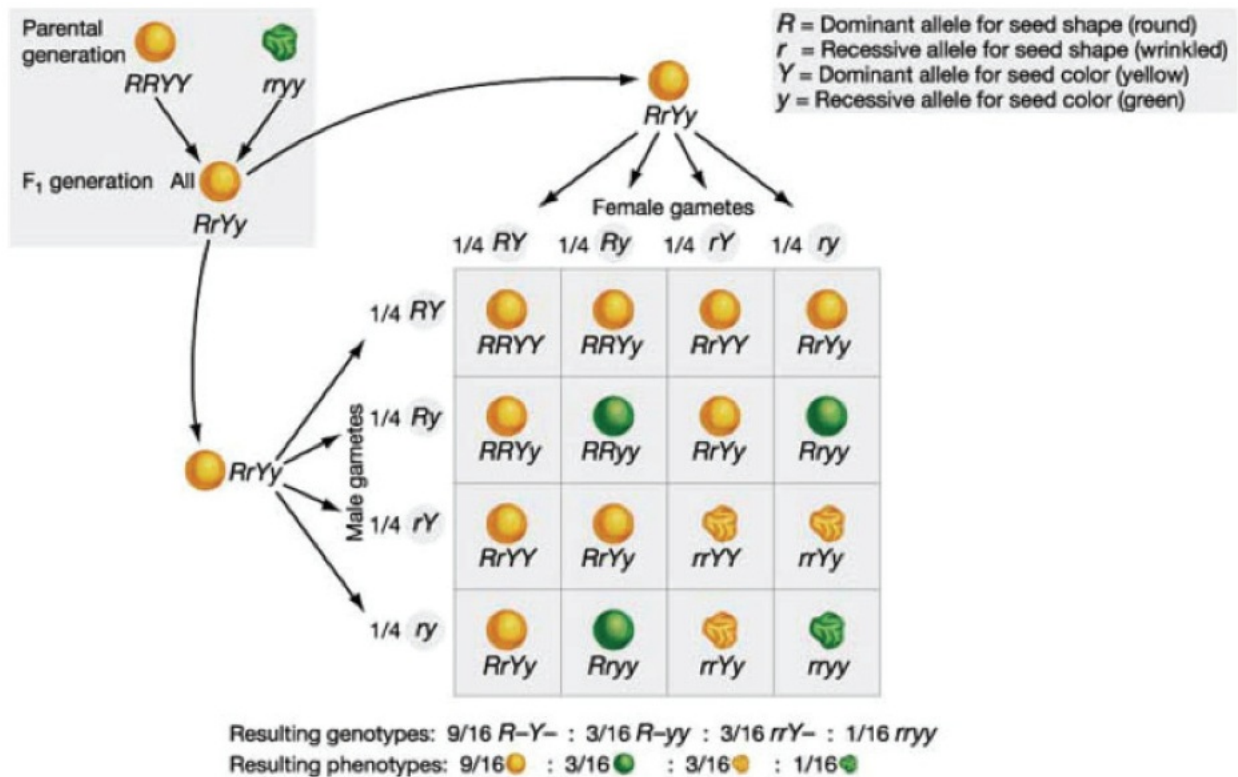 Parental
generation
RRYY
rryy
F₁ generation All
RrYy
RrYy
R = Dominant allele for seed shape (round)
r = Recessive allele for seed shape (wrinkled)
Y = Dominant allele for seed color (yellow)
y = Recessive allele for seed color (green)
Female gametes
1/4 RY 1/4 Ry 1/4 rY 1/4 ry
RrYy
Male gametes
1/4 RY
RRYY RRYy RrYY RrYy
1/4 Ry
RRYy RRyy RrYy Rryy
1/4 rY
RrYY RrYy rrYY rrYy
1/4 ry
RrYy Rryy rrYy rryy
Resulting genotypes: 9/16 R–Y– : 3/16 R–yy : 3/16 rrY– : 1/16 rryy
Resulting phenotypes: 9/16 : 3/16 : 3/16 : 1/16